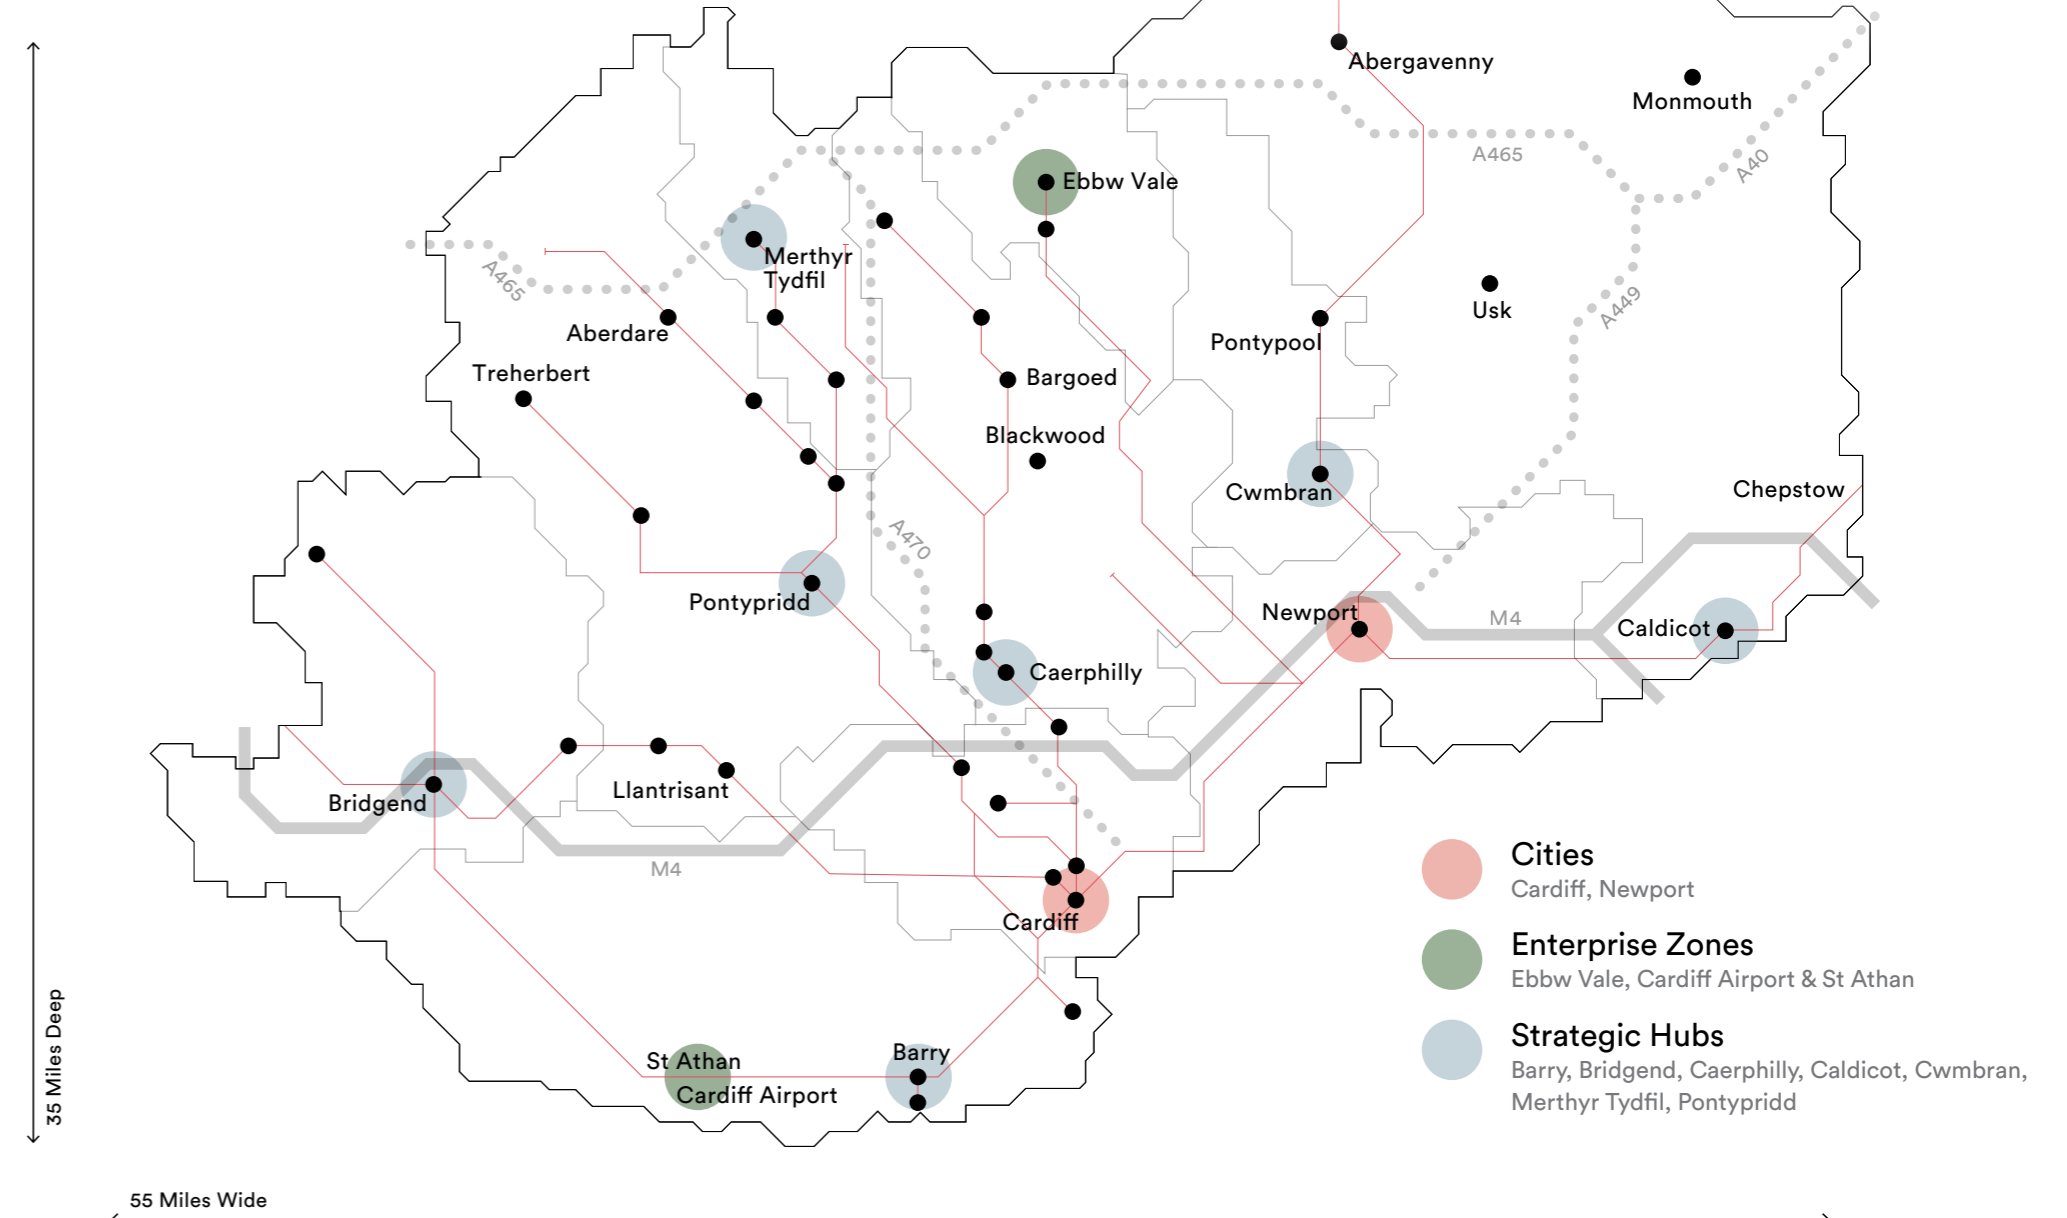 Abergavenny
Monmouth
A465
A40
Ebbw Vale
Merthyr
Tydfil
A465
Usk
A449
Aberdare
Pontypool
Treherbert
Bargoed
Blackwood
Cwmbran
Chepstow
A470
Pontypridd
Newport
M4
Caldicot
Caerphilly
Llantrisant
Bridgend
M4
Cardiff
Barry
St Athan
Cardiff Airport
Cities
Cardiff, Newport
Enterprise Zones
Ebbw Vale, Cardiff Airport & St Athan
Strategic Hubs
Barry, Bridgend, Caerphilly, Caldicot, Cwmbran,
Merthyr Tydfil, Pontypridd
35 Miles Deep
55 Miles Wide